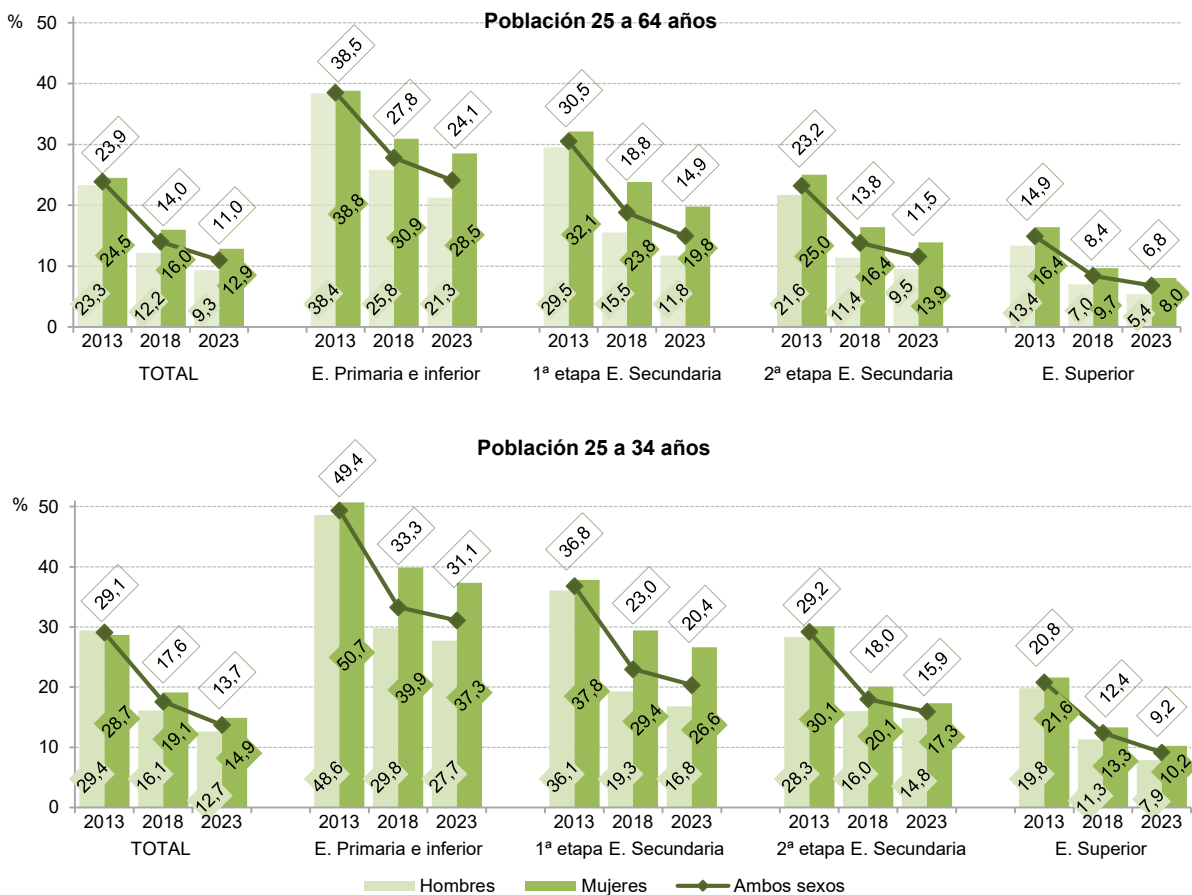 Población 25 a 64 años
%
50
40
30
20
10
0
23,9 14,0 11,0
24,5 16,0 12,9
23,3 12,2 9,3
38,5 27,8 24,1
38,8 30,9 28,5
38,4 25,8 21,3
30,5 18,8 14,9
32,1 23,8 19,8
29,5 15,5 11,8
23,2 13,8 11,5
25,0 16,4 13,9
21,6 11,4 9,5
14,9 8,4 6,8
16,4 9,7 8,0
13,4 7,0 5,4
2013 2018 2023 2013 2018 2023 2013 2018 2023 2013 2018 2023 2013 2018 2023
TOTAL E. Primaria e inferior 1ª etapa E. Secundaria 2ª etapa E. Secundaria E. Superior
Población 25 a 34 años
%
50
40
30
20
10
0
29,1 17,6 13,7
28,7 19,1 14,9
29,4 16,1 12,7
49,4 33,3 31,1
50,7 39,9 37,3
48,6 29,8 27,7
36,8 23,0 20,4
37,8 29,4 26,6
36,1 19,3 16,8
29,2 18,0 15,9
30,1 20,1 17,3
28,3 16,0 14,8
20,8 12,4 9,2
21,6 13,3 10,2
19,8 11,3 7,9
2013 2018 2023 2013 2018 2023 2013 2018 2023 2013 2018 2023 2013 2018 2023
TOTAL E. Primaria e inferior 1ª etapa E. Secundaria 2ª etapa E. Secundaria E. Superior
Hombres Mujeres Ambos sexos